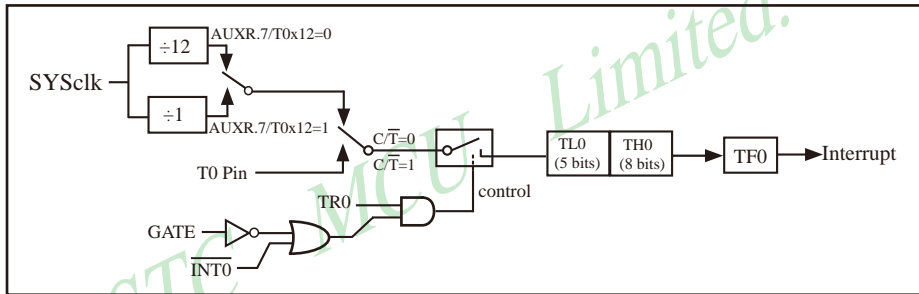 ÷12
AUXR.7/T0x12=0
SYSclk
÷1
AUXR.7/T0x12=1
C/T̅=0
C/T̅=1
T0 Pin
TL0
(5 bits)
TH0
(8 bits)
TF0
Interrupt
control
TR0
GATE
I̅N̅T̅0̅
STC MCU Limited.